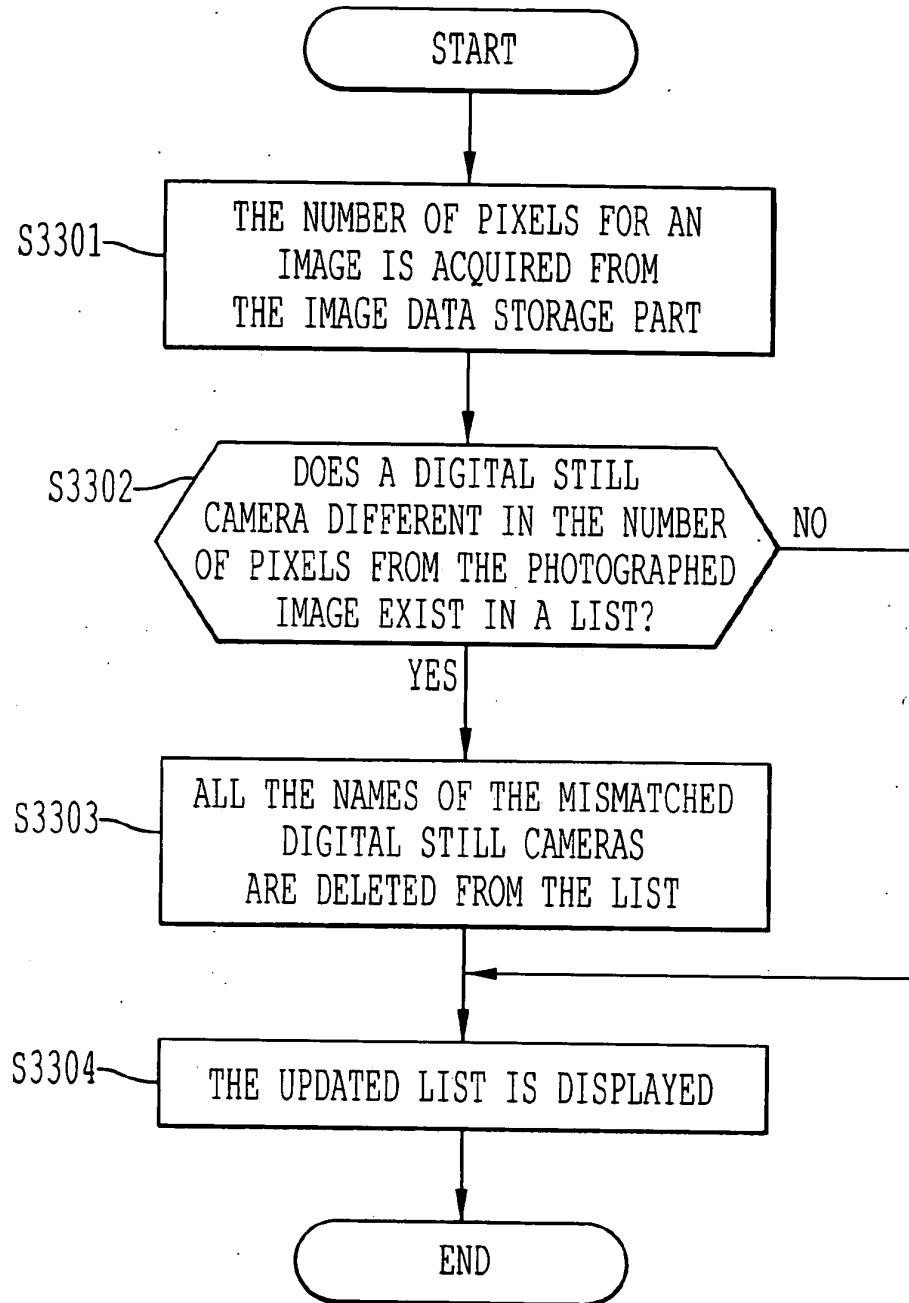 START
S3301
THE NUMBER OF PIXELS FOR AN
IMAGE IS ACQUIRED FROM
THE IMAGE DATA STORAGE PART
S3302
DOES A DIGITAL STILL
CAMERA DIFFERENT IN THE NUMBER
OF PIXELS FROM THE PHOTOGRAPHED
IMAGE EXIST IN A LIST?
NO
YES
S3303
ALL THE NAMES OF THE MISMATCHED
DIGITAL STILL CAMERAS
ARE DELETED FROM THE LIST
S3304
THE UPDATED LIST IS DISPLAYED
END